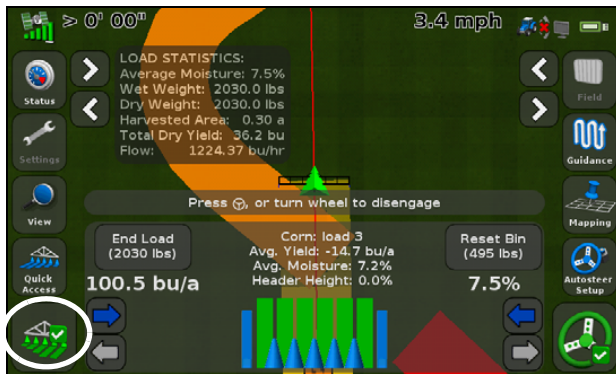 > 0' 00"
3.4 mph
LOAD STATISTICS:
Average Moisture: 7.5%
Wet Weight: 2030.0 lbs
Dry Weight: 2030.0 lbs
Harvested Area: 0.30 a
Total Dry Yield: 36.2 bu
Flow: 1224.37 bu/hr
Status
Settings
View
Quick
Access
Field
Guidance
Mapping
Autosteer
Setup
Press , or turn wheel to disengage
End Load
(2030 lbs)
100.5 bu/a
Corn: load 3
Avg. Yield: -14.7 bu/a
Avg. Moisture: 7.2%
Header Height: 0.0%
Reset Bin
(495 lbs)
7.5%